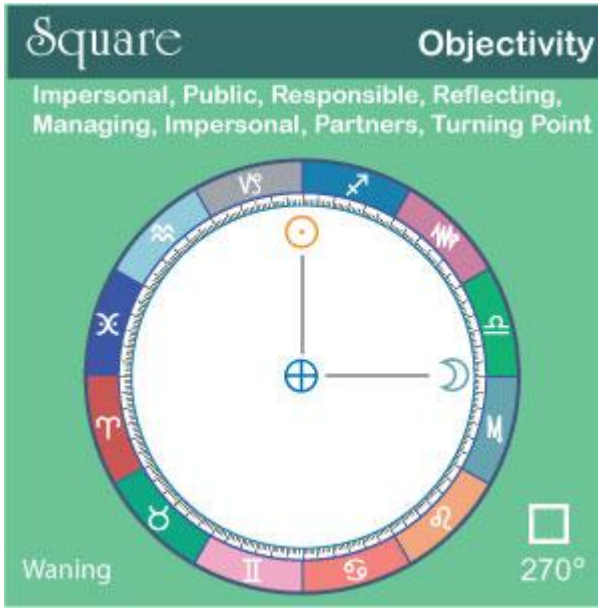 Square
Objectivity
Impersonal, Public, Responsible, Reflecting,
Managing, Impersonal, Partners, Turning Point
Waning
270°